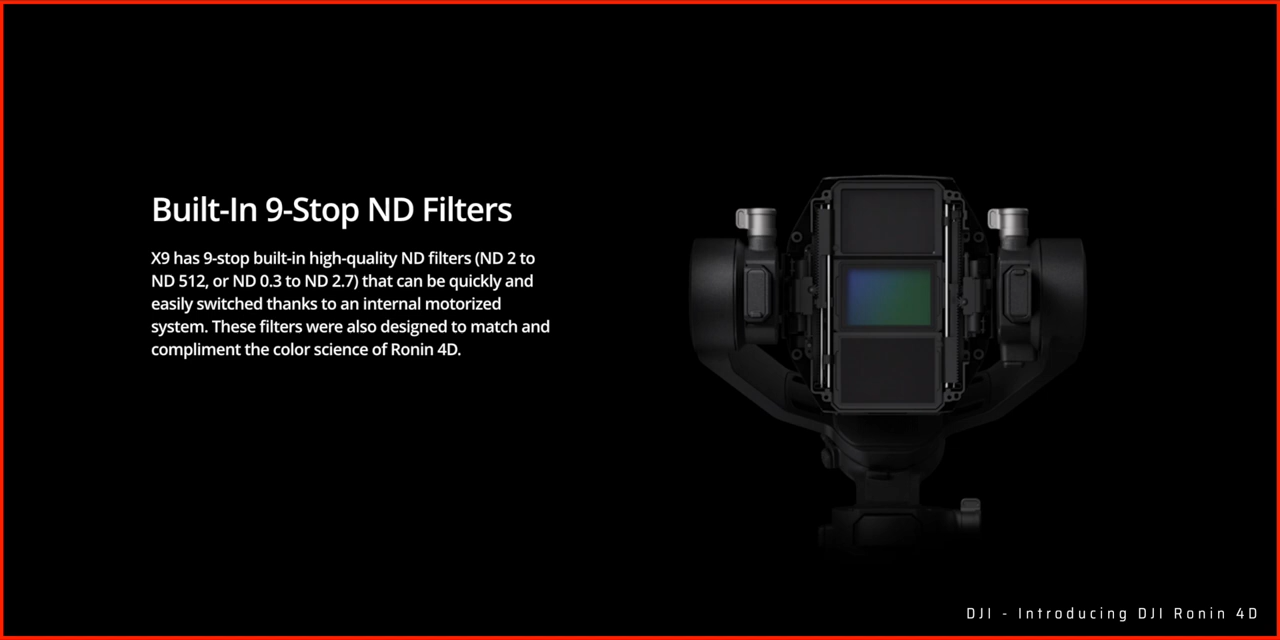 Built-In 9-Stop ND Filters
X9 has 9-stop built-in high-quality ND filters (ND 2 to
ND 512, or ND 0.3 to ND 2.7) that can be quickly and
easily switched thanks to an internal motorized
system. These filters were also designed to match and
compliment the color science of Ronin 4D.
DJI - Introducing DJI Ronin 4D